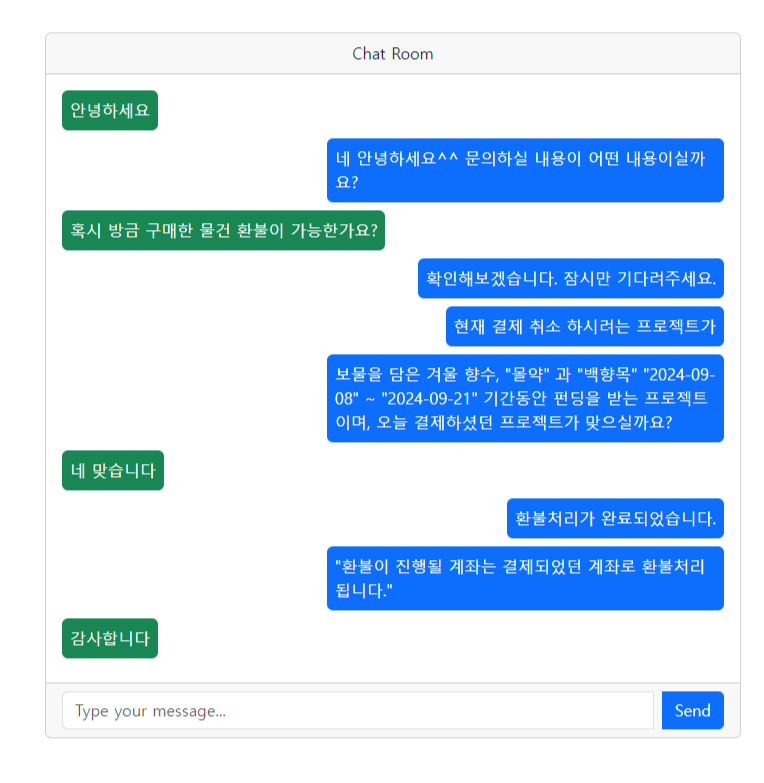 Chat Room
안녕하세요
네 안녕하세요^^ 문의하실 내용이 어떤 내용이실까
요?
혹시 방금 구매한 물건 환불이 가능한가요?
확인해보겠습니다. 잠시만 기다려주세요.
현재 결제 취소 하시려는 프로젝트가
보물을 담은 겨울 향수, "몰약" 과 "백향목" "2024-09-
08" ~ "2024-09-21" 기간동안 펀딩을 받는 프로젝트
이며, 오늘 결제하셨던 프로젝트가 맞으실까요?
네 맞습니다
환불처리가 완료되었습니다.
"환불이 진행될 계좌는 결제되었던 계좌로 환불처리
됩니다."
감사합니다
Type your message...
Send